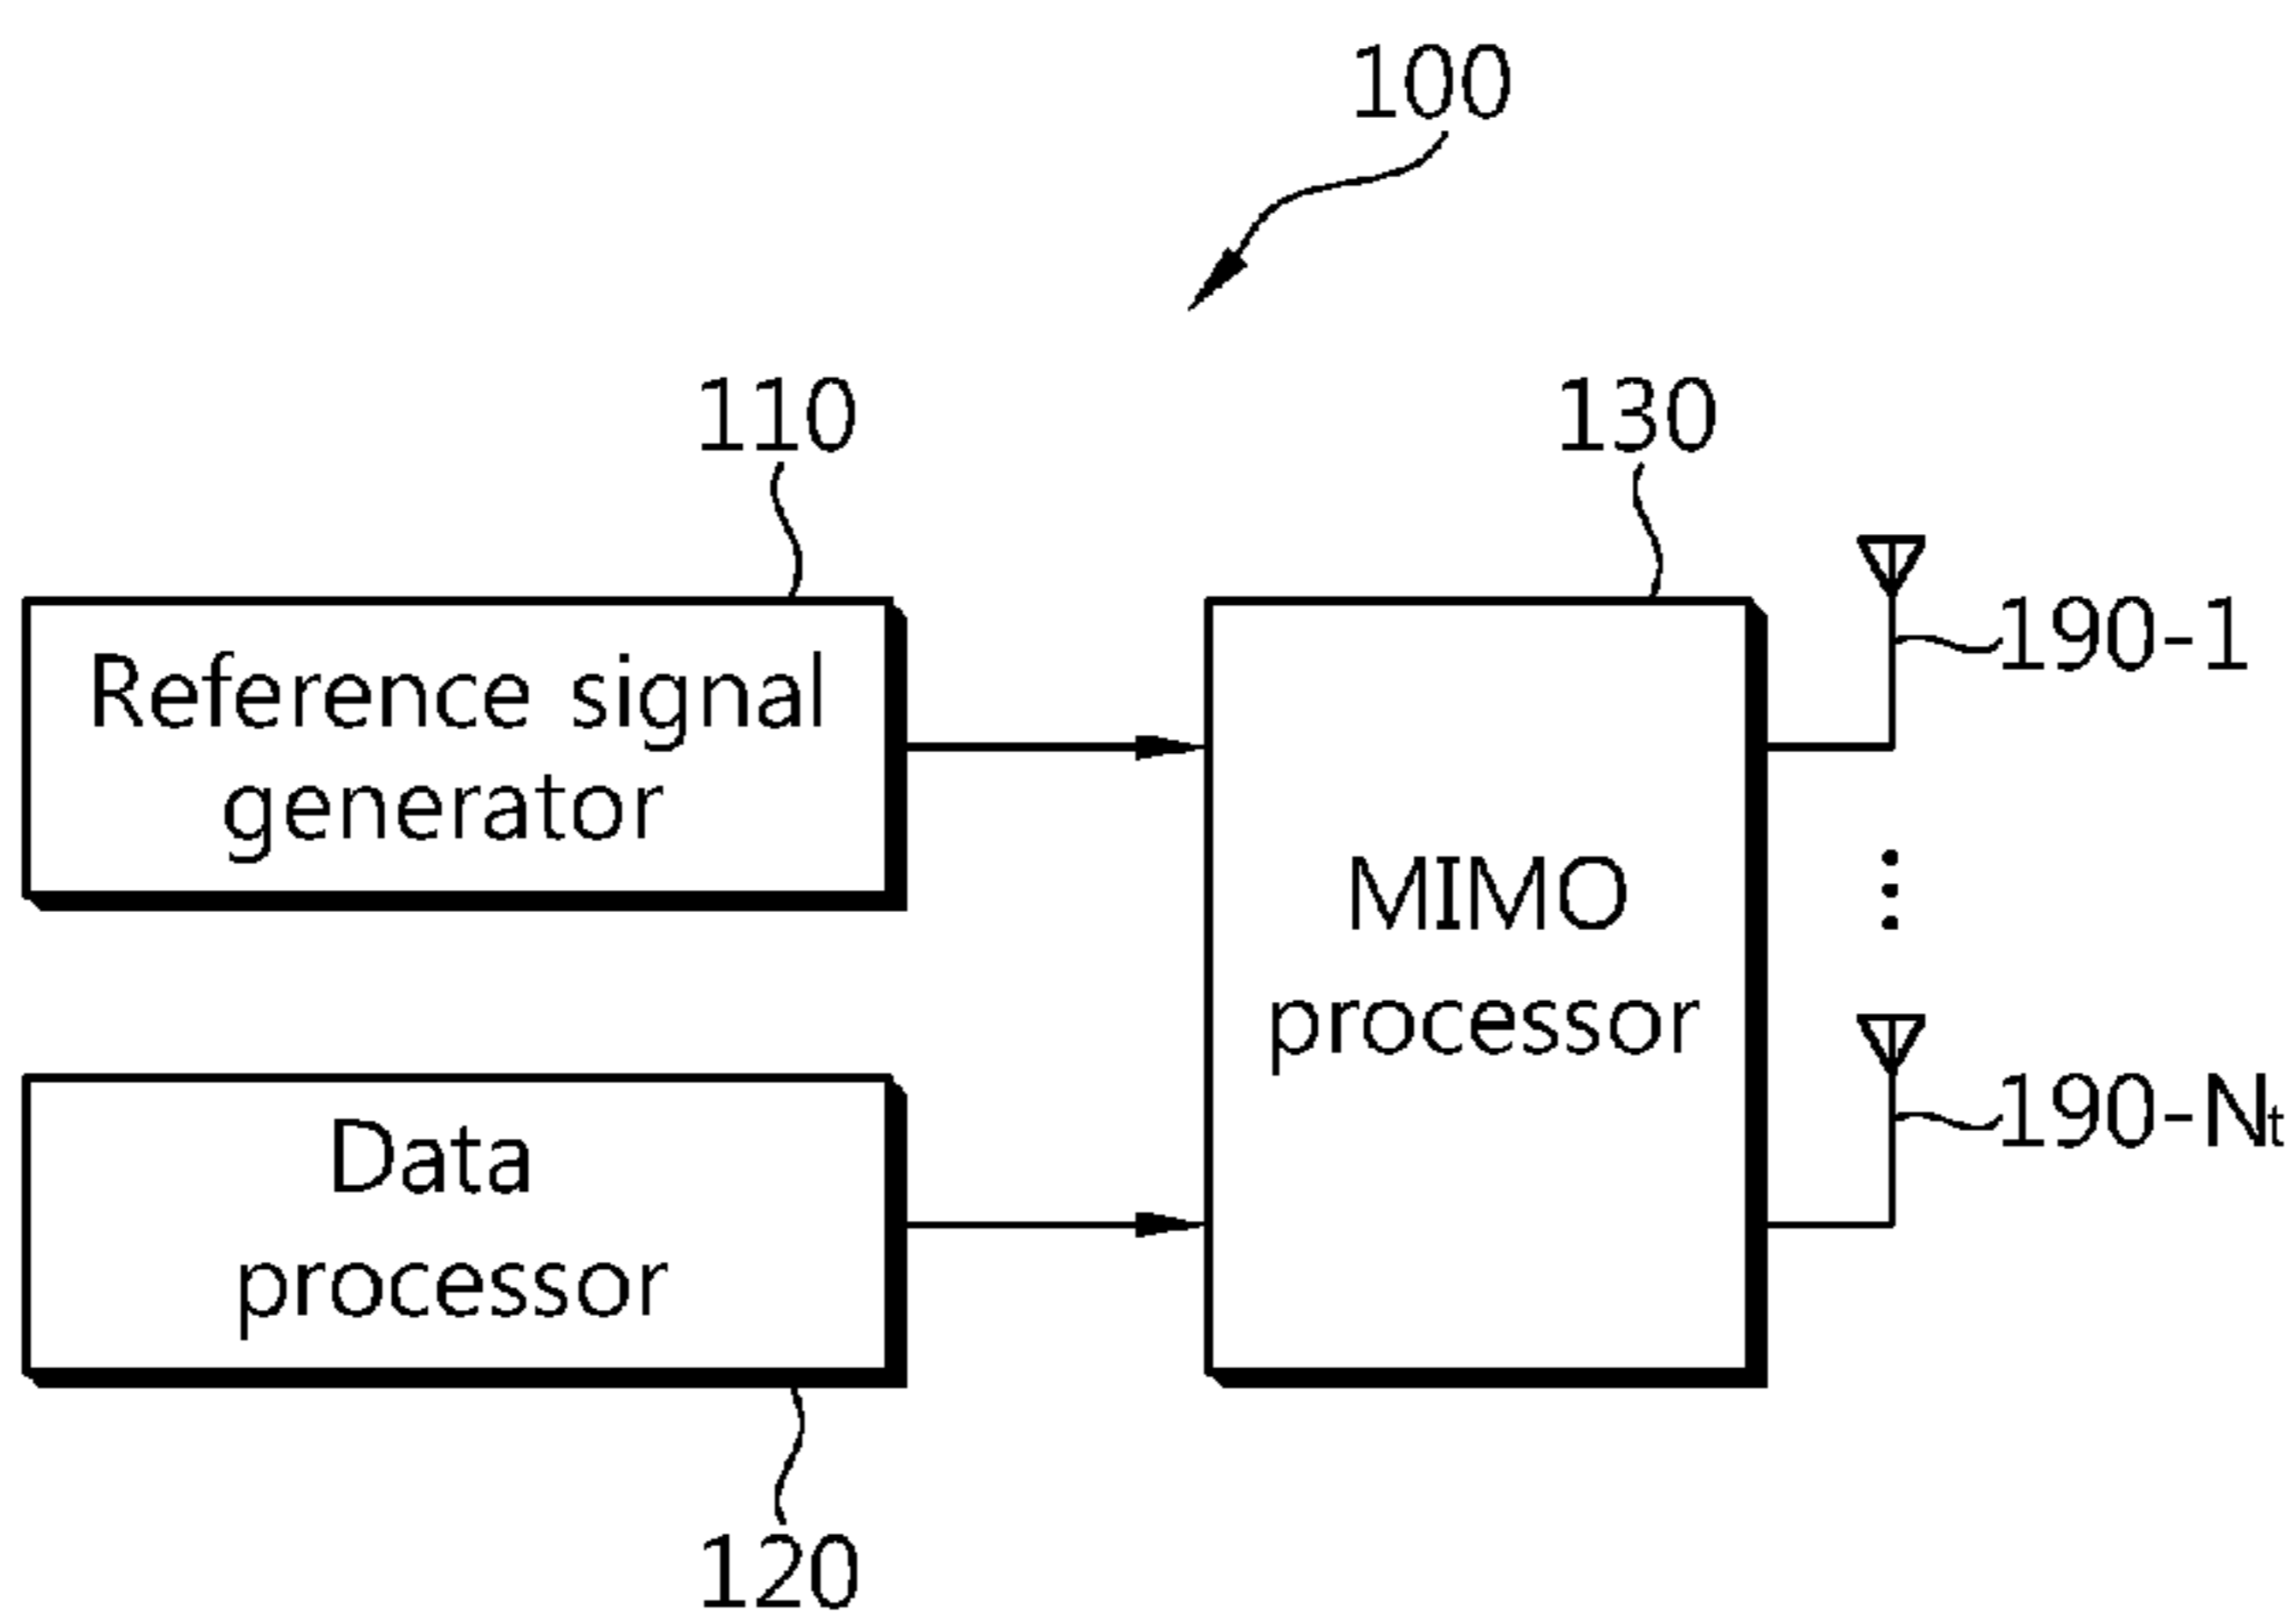 100
110
130
Reference signal
generator
190-1
MIMO
processor
Data
processor
190-Nt
120